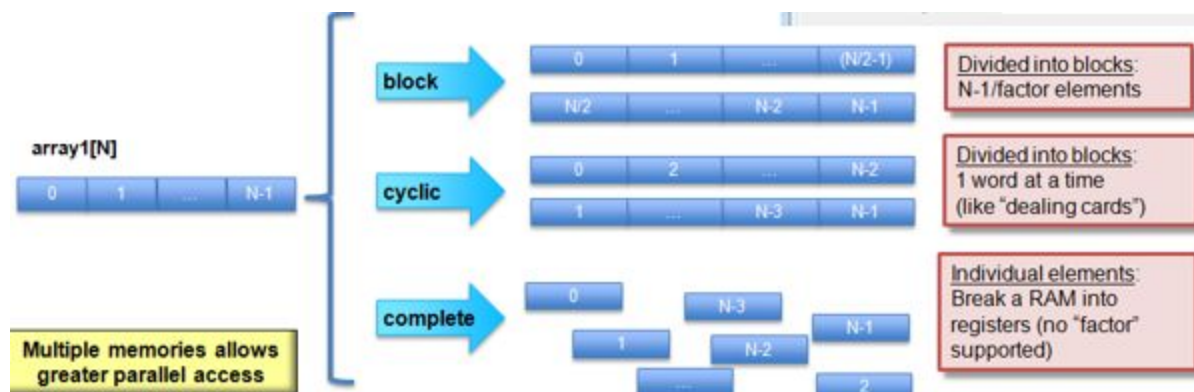 array1[N]
0 1 ... N-1
Multiple memories allows
greater parallel access
block
0 1 ... (N/2-1)
N/2 ... N-2 N-1
Divided into blocks:
N-1/factor elements
cyclic
0 2 ... N-2
1 ... N-3 N-1
Divided into blocks:
1 word at a time
(like “dealing cards”)
complete
0
N-3
N-1
1
N-2
...
2
Individual elements:
Break a RAM into
registers (no “factor”
supported)